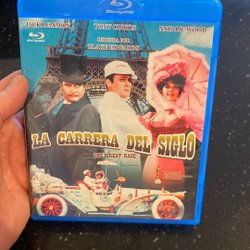 Blu-ray Disc
JACK LEMMON TONY CURTIS NATALIE WOOD
DIRIGIDA POR
BLAKE EDWARDS
LA CARRERA DEL SIGLO
THE GREAT RACE